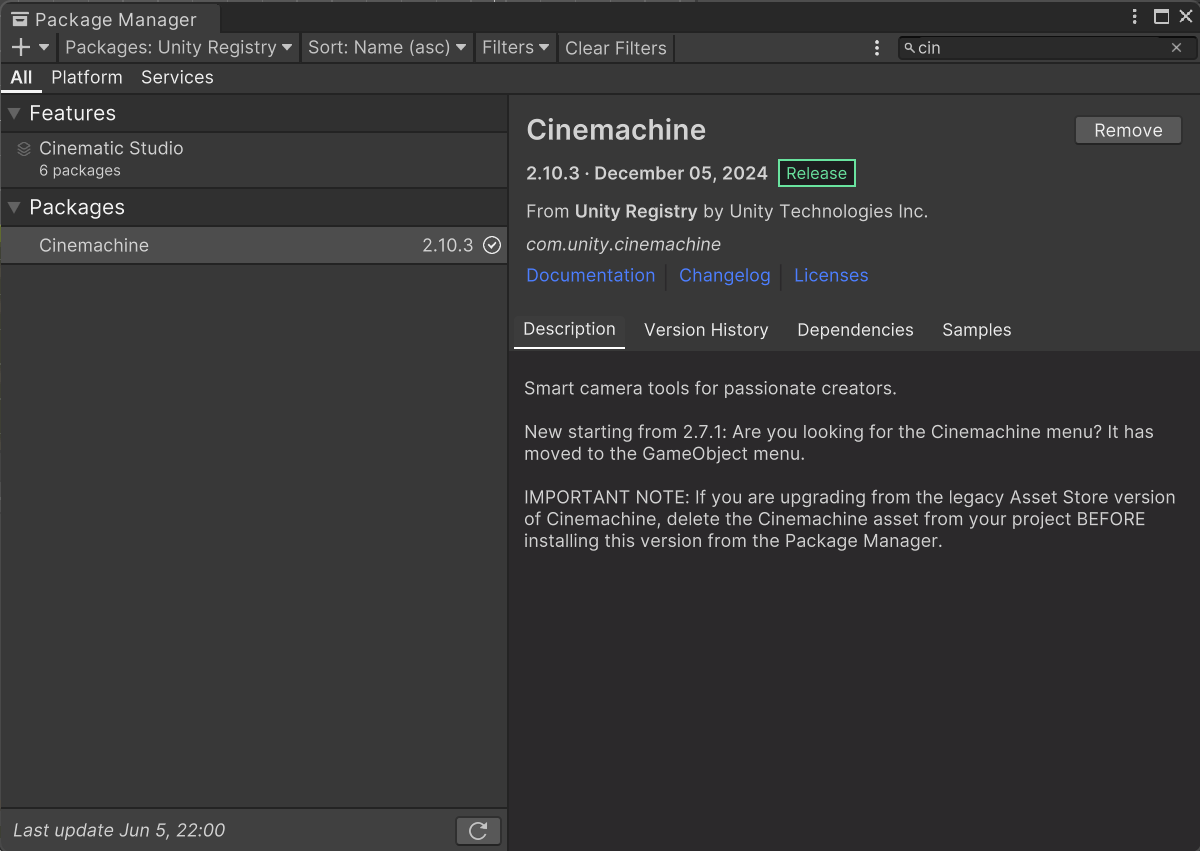 Package Manager
Packages: Unity Registry Sort: Name (asc) Filters Clear Filters cin
All Platform Services
Features
Cinematic Studio
6 packages
Packages
Cinemachine 2.10.3
Last update Jun 5, 22:00
Cinemachine Remove
2.10.3 · December 05, 2024 Release
From Unity Registry by Unity Technologies Inc.
com.unity.cinemachine
Documentation Changelog Licenses
Description Version History Dependencies Samples
Smart camera tools for passionate creators.
New starting from 2.7.1: Are you looking for the Cinemachine menu? It has
moved to the GameObject menu.
IMPORTANT NOTE: If you are upgrading from the legacy Asset Store version
of Cinemachine, delete the Cinemachine asset from your project BEFORE
installing this version from the Package Manager.